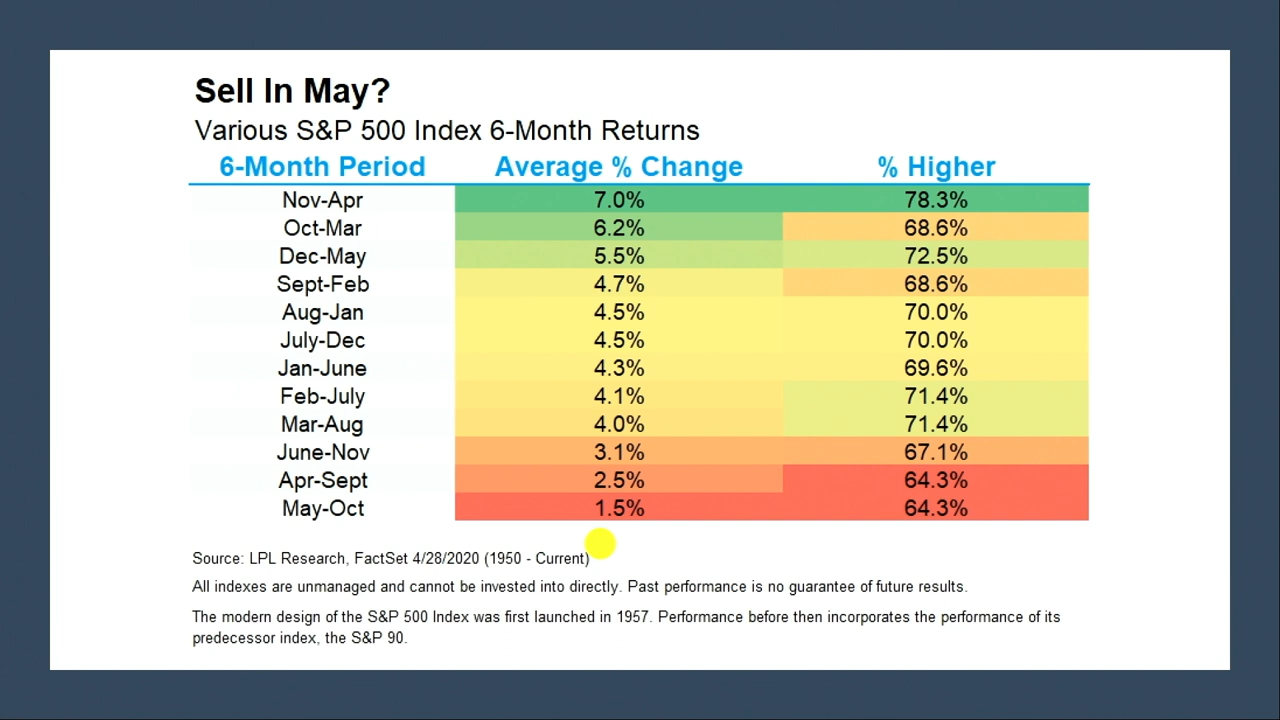 Sell In May?
Various S&P 500 Index 6-Month Returns
6-Month Period Average % Change % Higher
Nov-Apr 7.0% 78.3%
Oct-Mar 6.2% 68.6%
Dec-May 5.5% 72.5%
Sept-Feb 4.7% 68.6%
Aug-Jan 4.5% 70.0%
July-Dec 4.5% 70.0%
Jan-June 4.3% 69.6%
Feb-July 4.1% 71.4%
Mar-Aug 4.0% 71.4%
June-Nov 3.1% 67.1%
Apr-Sept 2.5% 64.3%
May-Oct 1.5% 64.3%
Source: LPL Research, FactSet 4/28/2020 (1950 - Current)
All indexes are unmanaged and cannot be invested into directly. Past performance is no guarantee of future results.
The modern design of the S&P 500 Index was first launched in 1957. Performance before then incorporates the performance of its
predecessor index, the S&P 90.